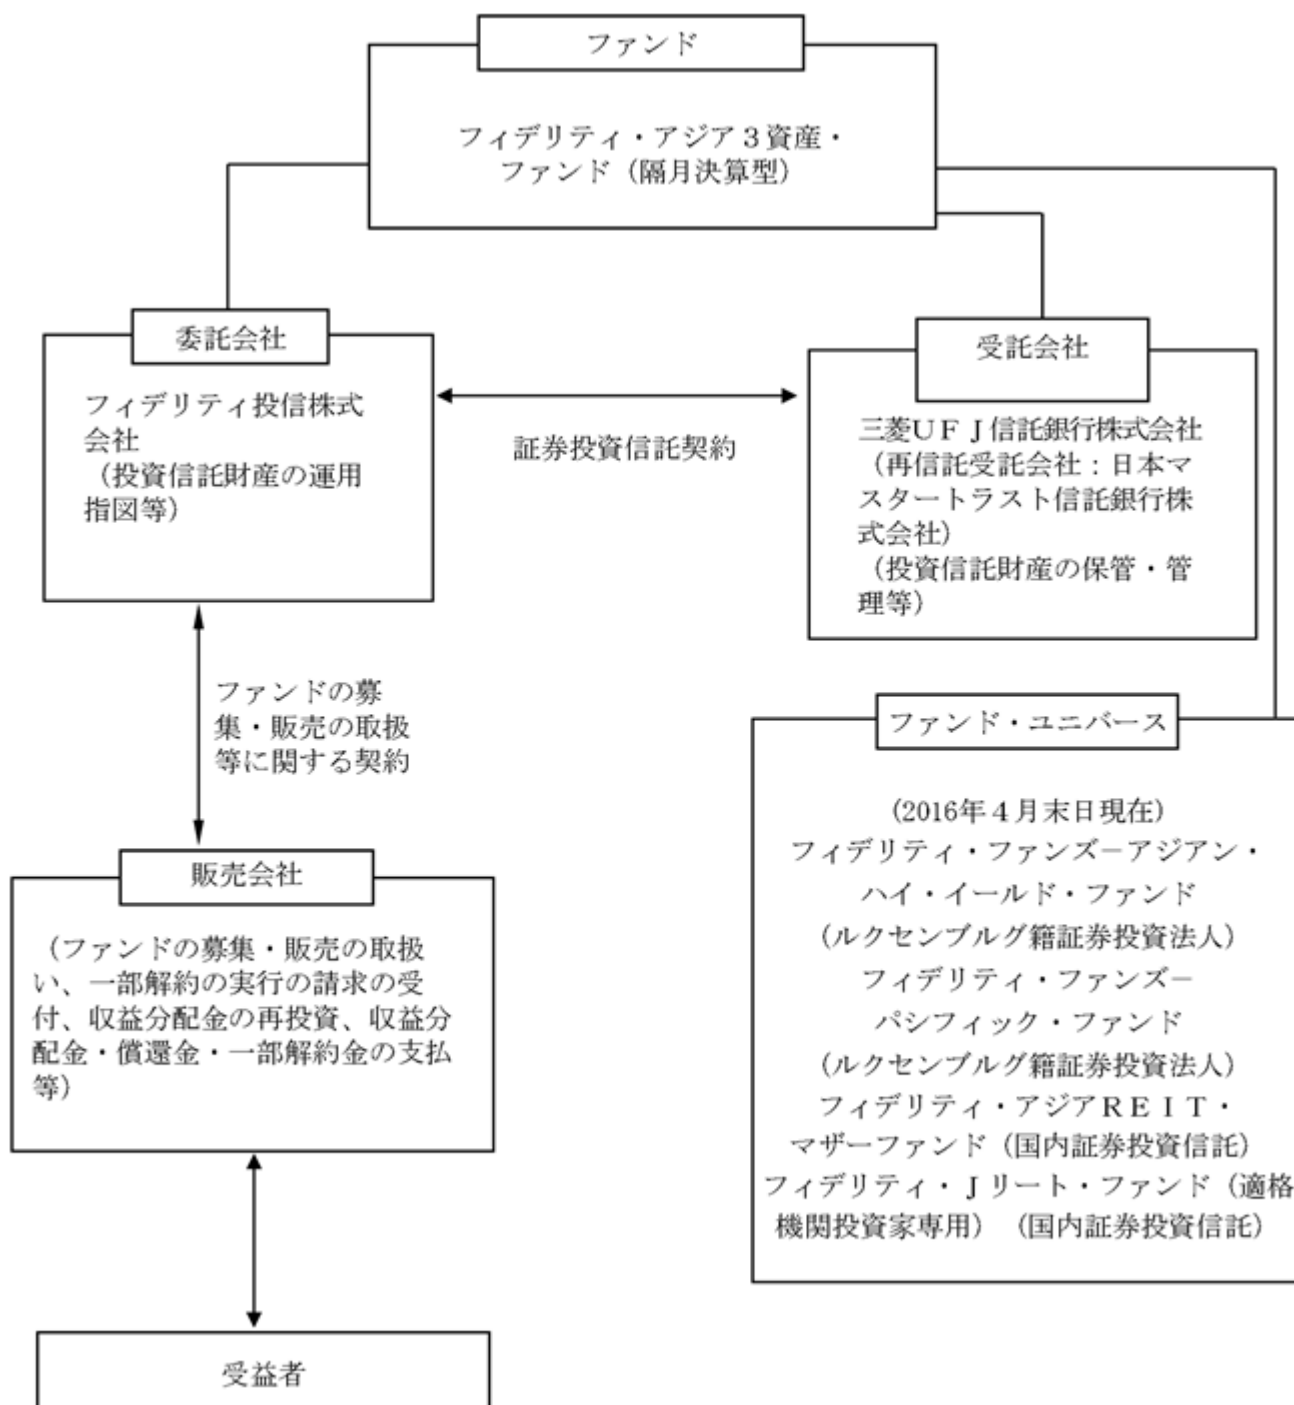 ファンド
フィデリティ・アジア３資産・
ファンド（隔月決算型）
委託会社
フィデリティ投信株式
会社
（投資信託財産の運用
指図等）
証券投資信託契約
受託会社
三菱ＵＦＪ信託銀行株式会社
（再信託受託会社：日本マ
スタートラスト信託銀行株
式会社）
（投資信託財産の保管・管
理等）
ファンドの募
集・販売の取扱
等に関する契約
ファンド・ユニバース
(2016年４月末日現在)
フィデリティ・ファンズ－アジアン・
ハイ・イールド・ファンド
（ルクセンブルグ籍証券投資法人）
フィデリティ・ファンズ－
パシフィック・ファンド
（ルクセンブルグ籍証券投資法人）
フィデリティ・アジアＲＥＩＴ・
マザーファンド（国内証券投資信託）
フィデリティ・Ｊリート・ファンド（適格
機関投資家専用）（国内証券投資信託）
販売会社
（ファンドの募集・販売の取扱
い、一部解約の実行の請求の受
付、収益分配金の再投資、収益分
配金・償還金・一部解約金の支払
等）
受益者